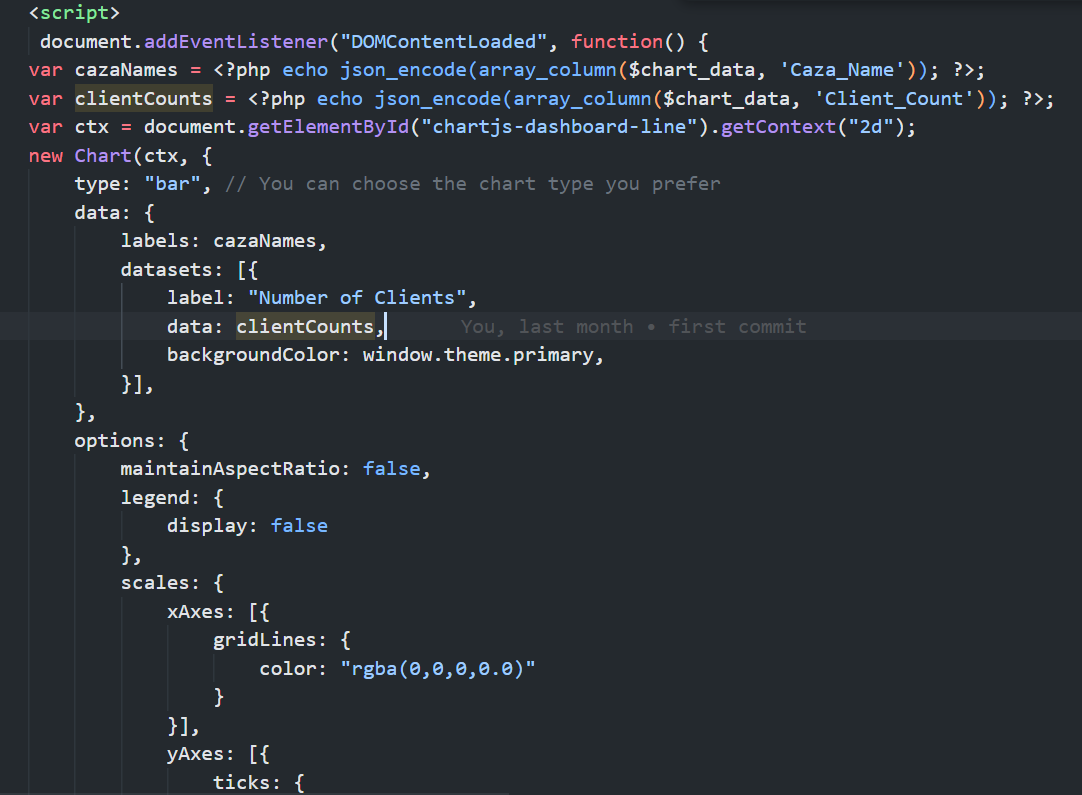 <script>
document.addEventListener("DOMContentLoaded", function() {
var cazaNames = <?php echo json_encode(array_column($chart_data, 'Caza_Name')); ?>;
var clientCounts = <?php echo json_encode(array_column($chart_data, 'Client_Count')); ?>;
var ctx = document.getElementById("chartjs-dashboard-line").getContext("2d");
new Chart(ctx, {
    type: "bar", // You can choose the chart type you prefer
    data: {
        labels: cazaNames,
        datasets: [{
            label: "Number of Clients",
            data: clientCounts, You, last month • first commit
            backgroundColor: window.theme.primary,
        }],
    },
    options: {
        maintainAspectRatio: false,
        legend: {
            display: false
        },
        scales: {
            xAxes: [{
                gridLines: {
                    color: "rgba(0,0,0,0.0)"
                }
            }],
            yAxes: [{
                ticks: {